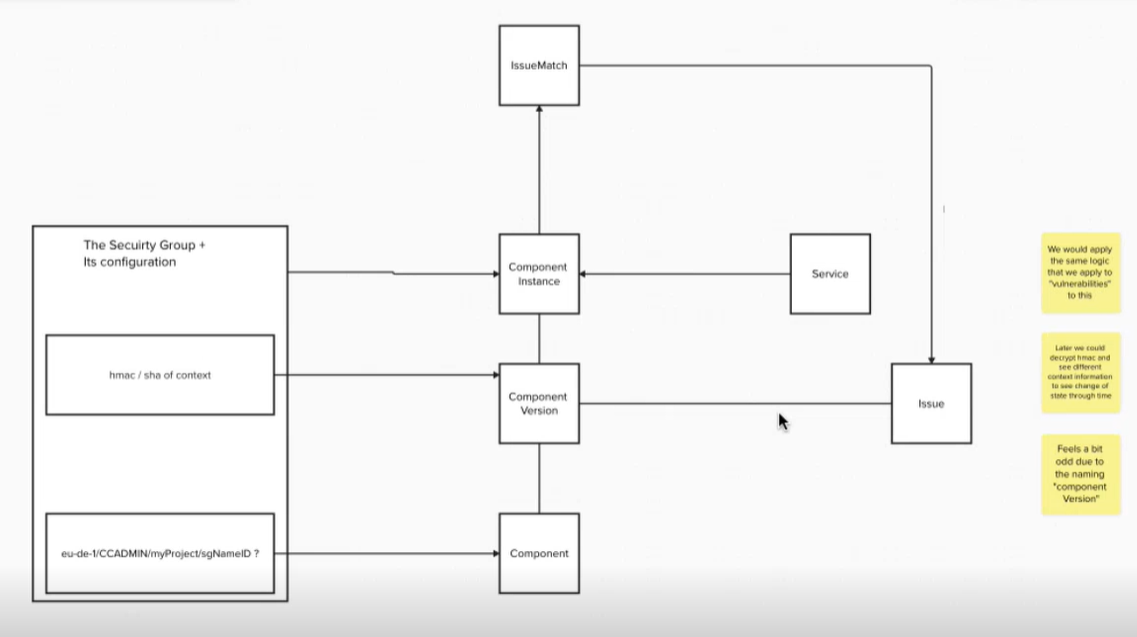 IssueMatch
The Secuirty Group +
Its configuration
Component
Instance
Service
We would apply
the same logic
that we apply to
"vulnerabilities"
to this
hmac / sha of context
Component
Version
Issue
Later we could
decrypt hmac and
see different
context information
to see change of
state through time
Feels a bit
odd due to
the naming
"component
Version"
eu-de-1/CCADMIN/myProject/sgNameID ?
Component